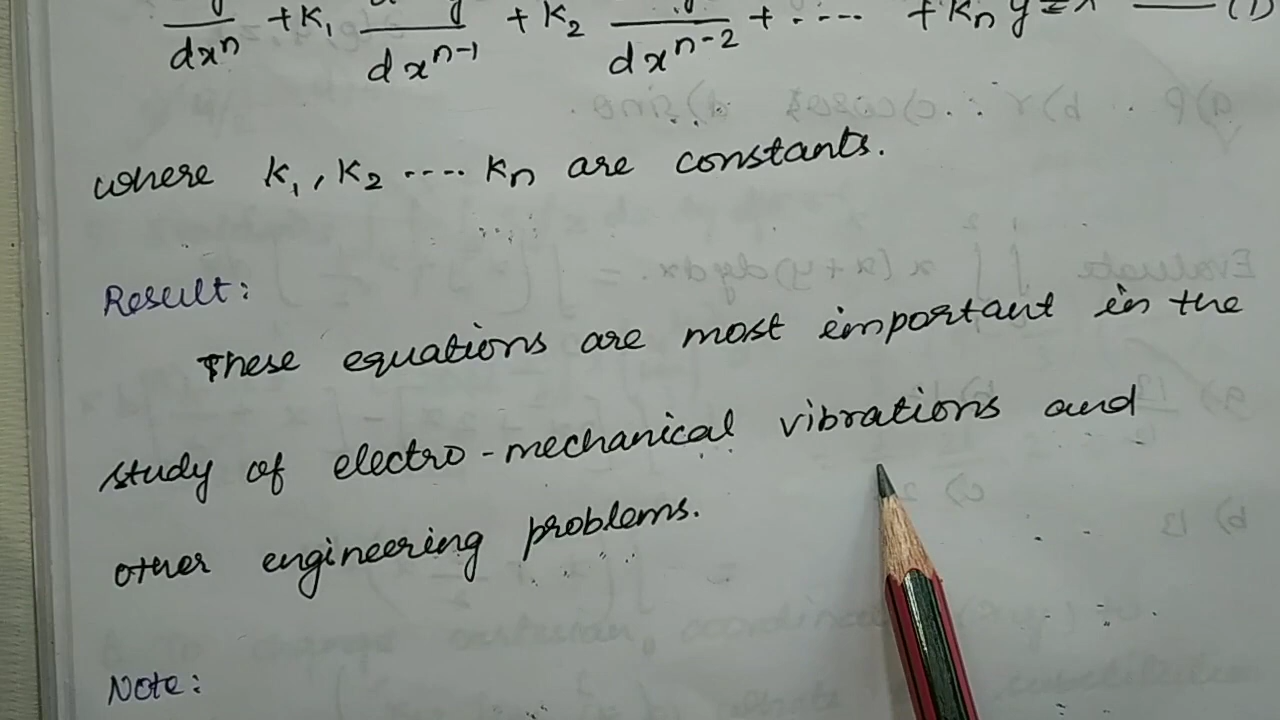 dxⁿ + K₁ dxⁿ⁻¹ + K₂ dxⁿ⁻² + ..... + Kₙ y = x — (1)
where K₁, K₂ .... Kₙ are constants.
Result:
These equations are most important in the
study of electro-mechanical vibrations and
other engineering problems.
Note: